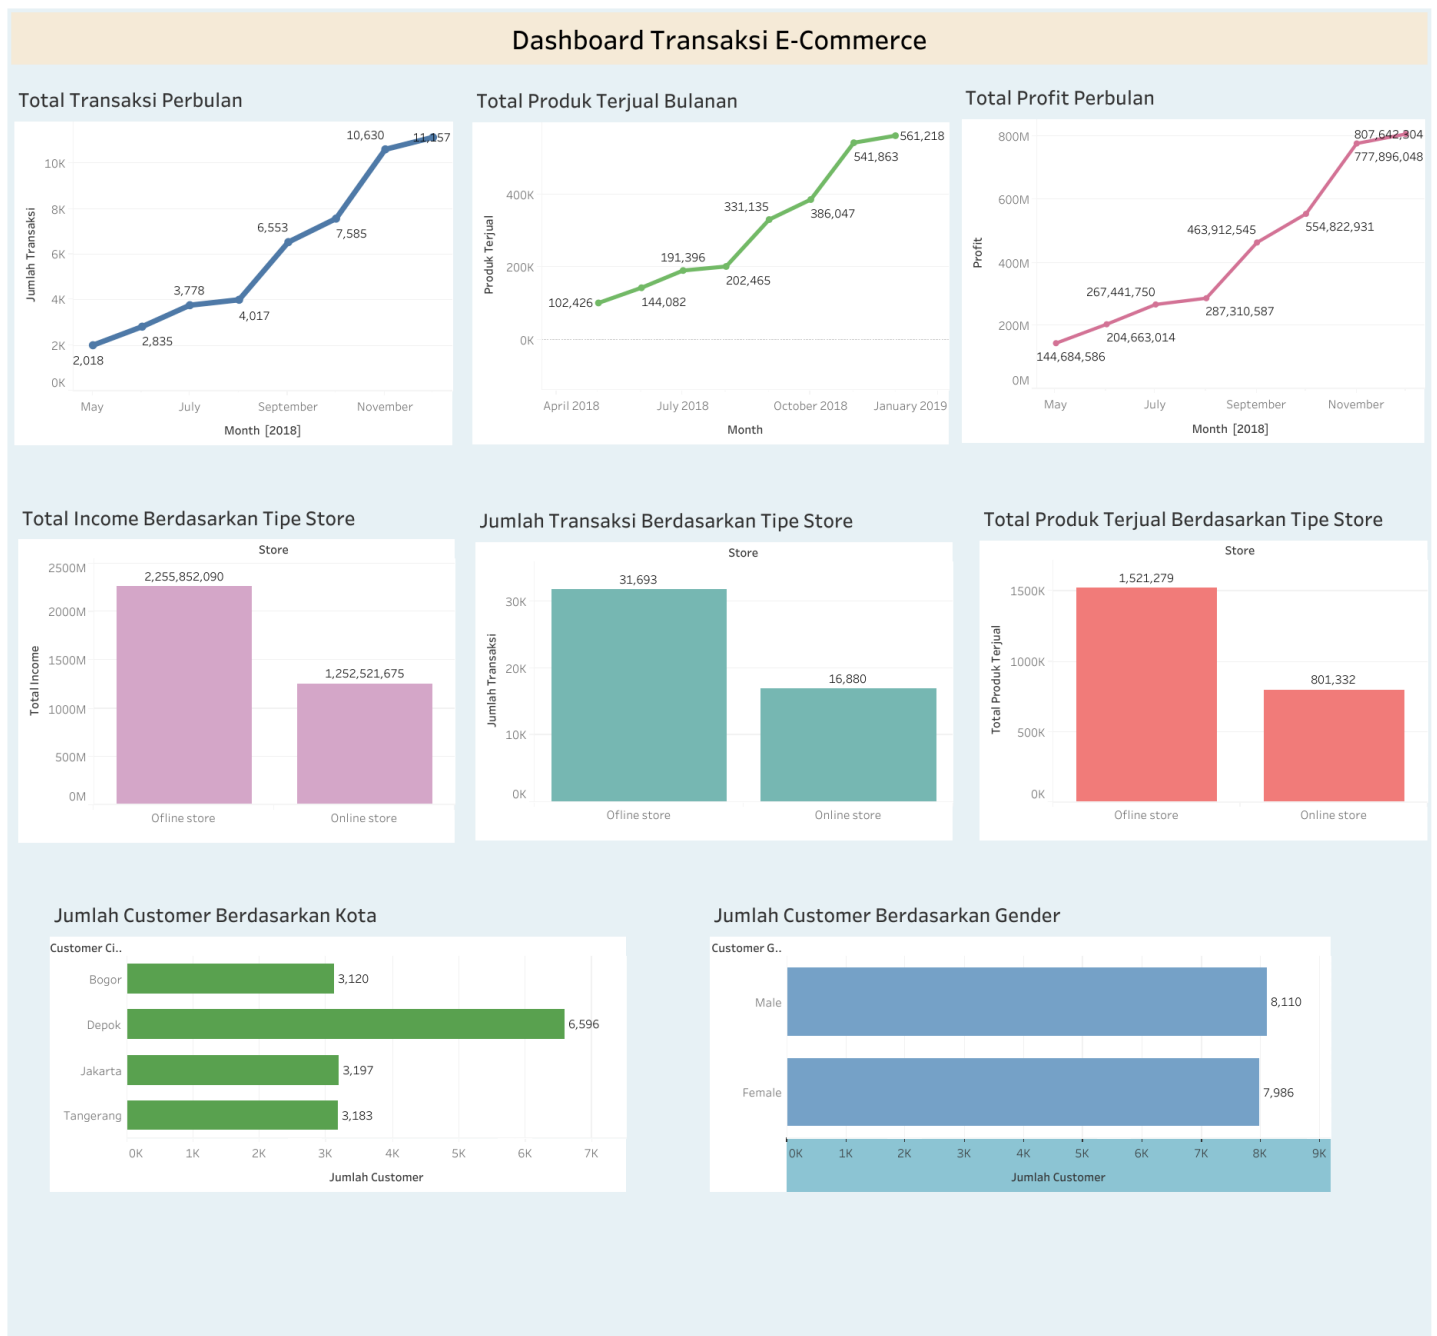 Dashboard Transaksi E-Commerce
Total Transaksi Perbulan
Jumlah Transaksi
10K
8K
6K
4K
2K
0K
2,018
2,835
3,778
4,017
6,553
7,585
10,630
11,157
May
July
September
November
Month [2018]
Total Produk Terjual Bulanan
Produk Terjual
400K
200K
0K
102,426
144,082
191,396
202,465
331,135
386,047
541,863
561,218
April 2018
July 2018
October 2018
January 2019
Month
Total Profit Perbulan
Profit
800M
600M
400M
200M
0M
144,684,586
204,663,014
267,441,750
287,310,587
463,912,545
554,822,931
777,896,048
807,642,304
May
July
September
November
Month [2018]
Total Income Berdasarkan Tipe Store
Store
Total Income
2500M
2000M
1500M
1000M
500M
0M
2,255,852,090
1,252,521,675
Ofline store
Online store
Jumlah Transaksi Berdasarkan Tipe Store
Store
Jumlah Transaksi
30K
20K
10K
0K
31,693
16,880
Ofline store
Online store
Total Produk Terjual Berdasarkan Tipe Store
Store
Total Produk Terjual
1500K
1000K
500K
0K
1,521,279
801,332
Ofline store
Online store
Jumlah Customer Berdasarkan Kota
Customer Ci..
Bogor
3,120
Depok
6,596
Jakarta
3,197
Tangerang
3,183
0K
1K
2K
3K
4K
5K
6K
7K
Jumlah Customer
Jumlah Customer Berdasarkan Gender
Customer G..
Male
8,110
Female
7,986
0K
1K
2K
3K
4K
5K
6K
7K
8K
9K
Jumlah Customer